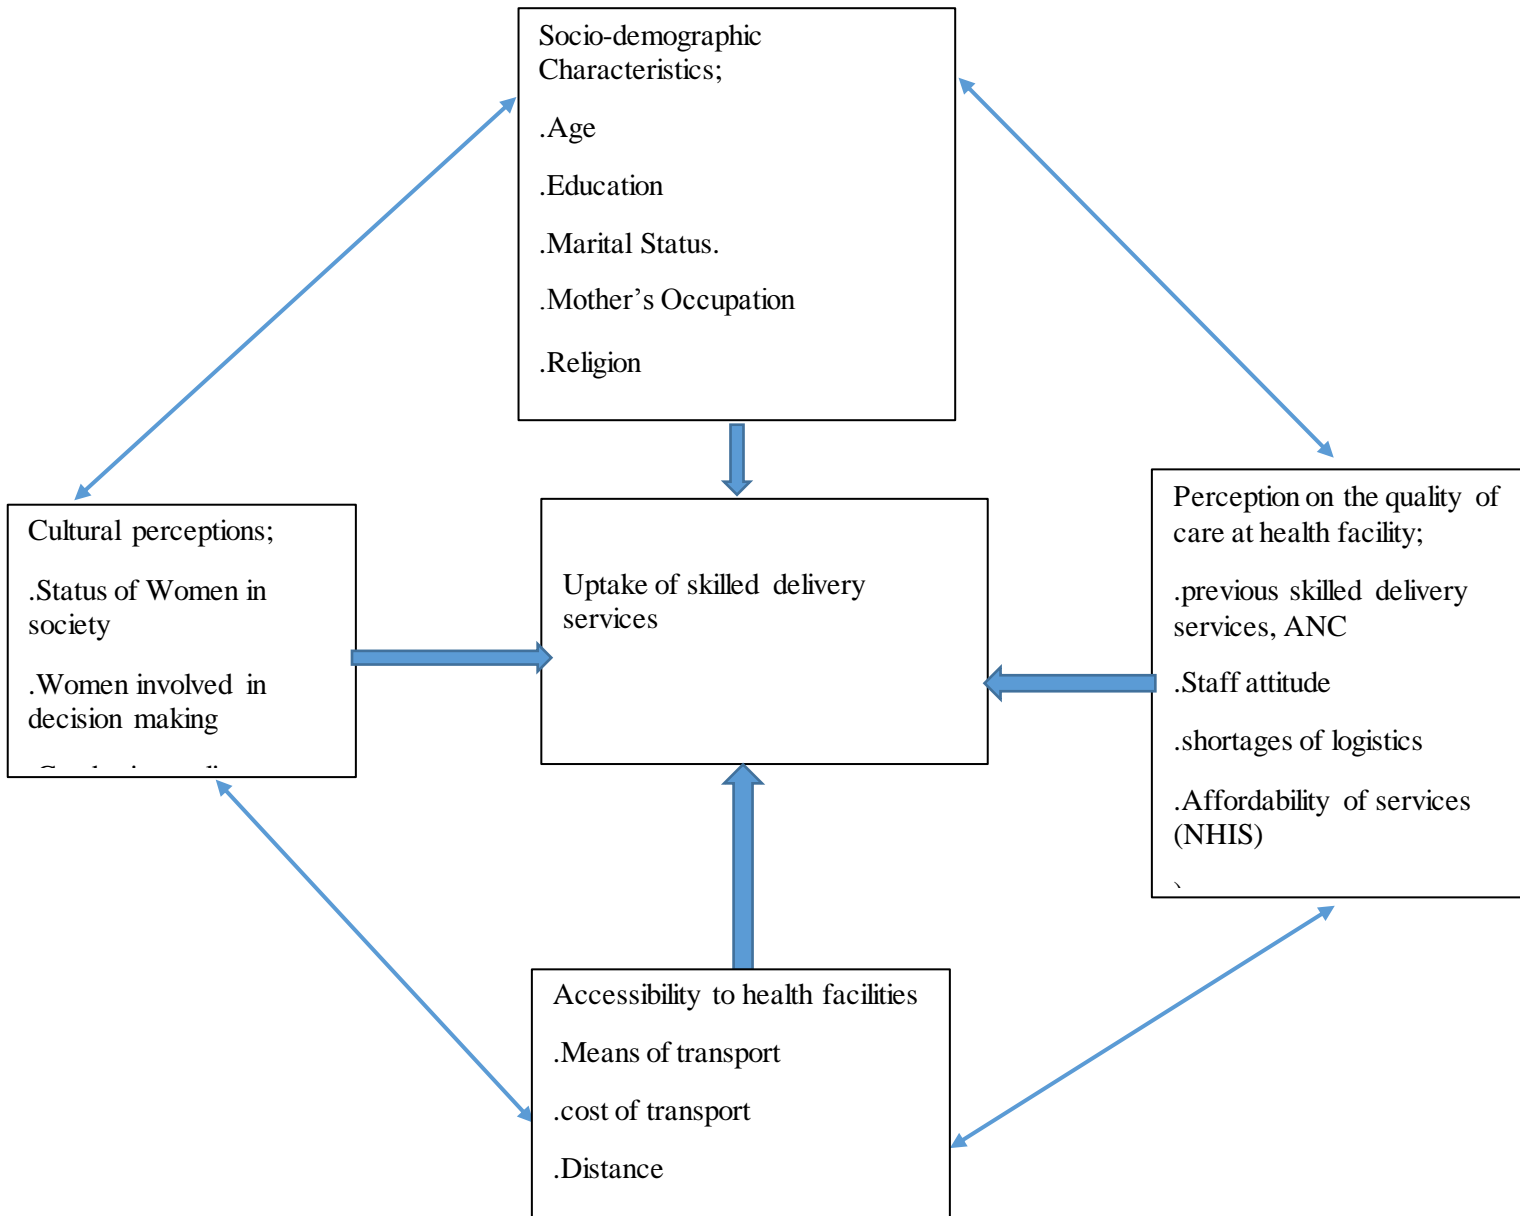 Socio-demographic
Characteristics;
.Age
.Education
.Marital Status.
.Mother’s Occupation
.Religion
Cultural perceptions;
.Status of Women in
society
.Women involved in
decision making
Uptake of skilled delivery
services
Perception on the quality of
care at health facility;
.previous skilled delivery
services, ANC
.Staff attitude
.shortages of logistics
.Affordability of services
(NHIS)
Accessibility to health facilities
.Means of transport
.cost of transport
.Distance